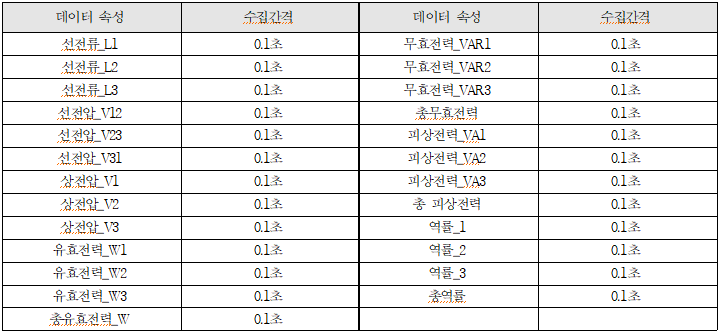 데이터 속성 수집간격 데이터 속성 수집간격
선전류_L1 0.1초 무효전력_VAR1 0.1초
선전류_L2 0.1초 무효전력_VAR2 0.1초
선전류_L3 0.1초 무효전력_VAR3 0.1초
선전압_V12 0.1초 총무효전력 0.1초
선전압_V23 0.1초 피상전력_VA1 0.1초
선전압_V31 0.1초 피상전력_VA2 0.1초
상전압_V1 0.1초 피상전력_VA3 0.1초
상전압_V2 0.1초 총 피상전력 0.1초
상전압_V3 0.1초 역률_1 0.1초
유효전력_W1 0.1초 역률_2 0.1초
유효전력_W2 0.1초 역률_3 0.1초
유효전력_W3 0.1초 총역률 0.1초
총유효전력_W 0.1초